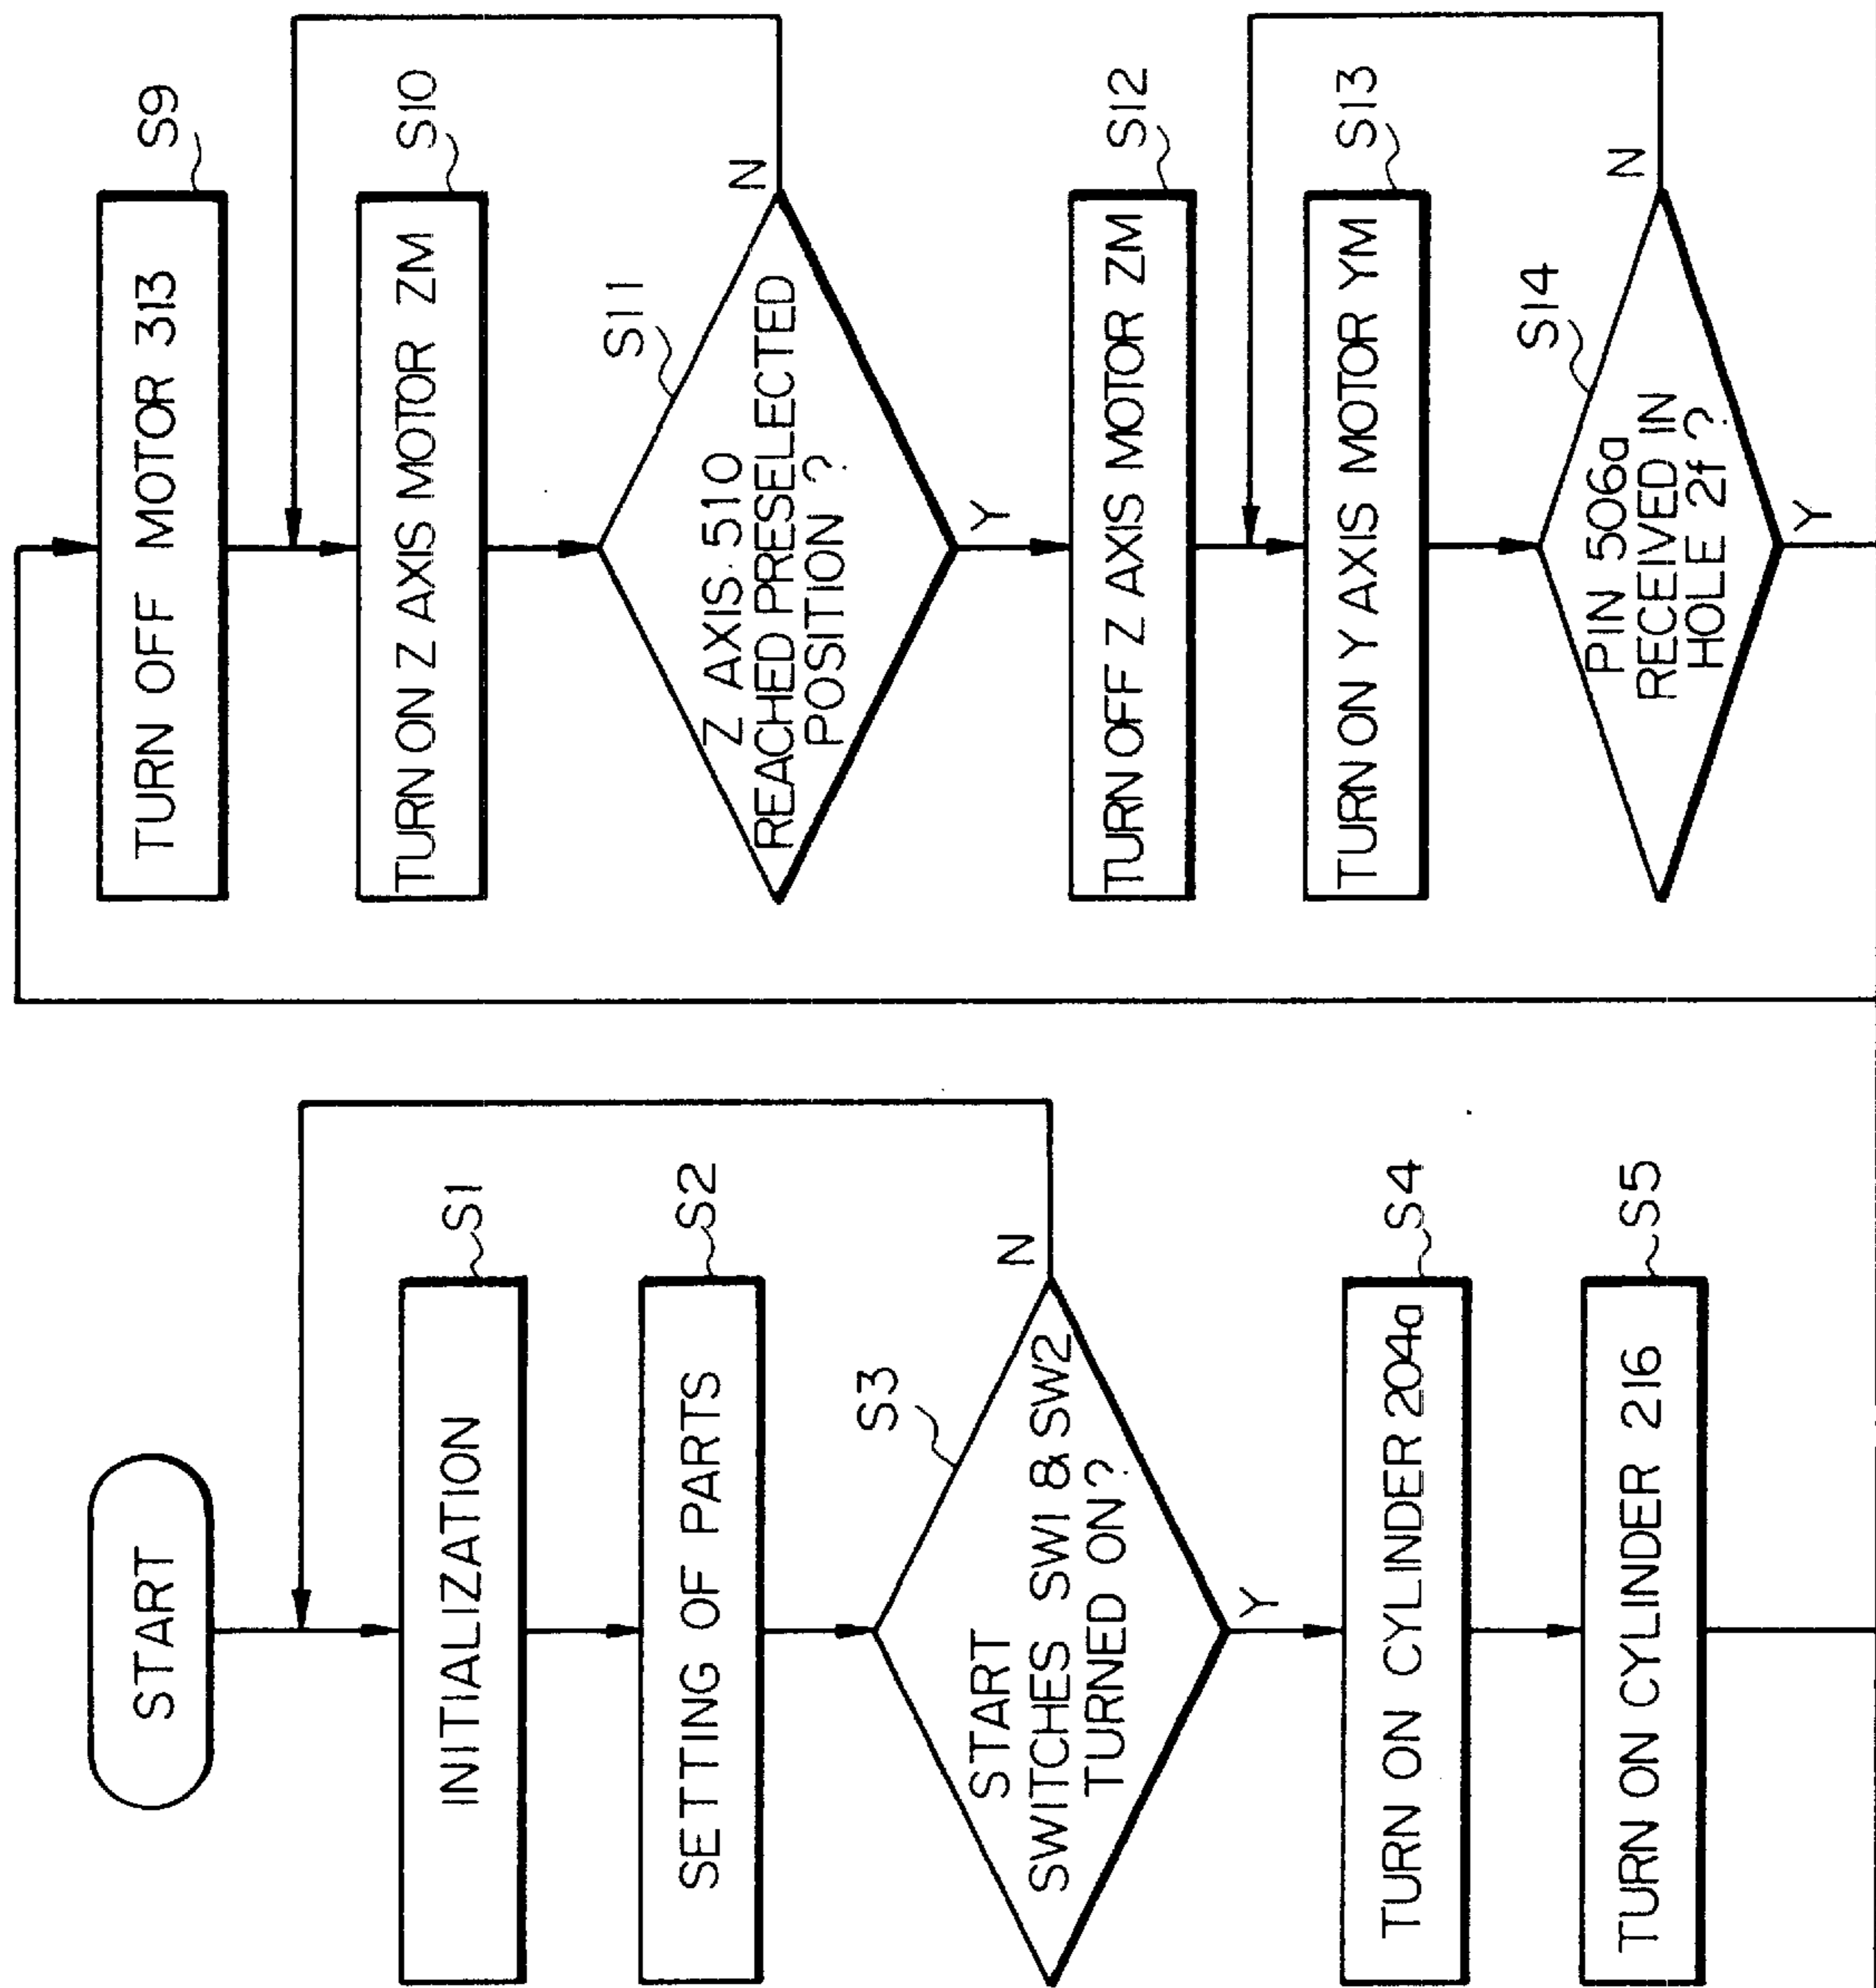 START
INITIALIZATION
S1
SETTING OF PARTS
S2
S3
START
SWITCHES SW1 & SW2
TURNED ON?
N
Y
TURN ON CYLINDER 204a
S4
TURN ON CYLINDER 216
S5
TURN OFF MOTOR 313
S9
TURN ON Z AXIS MOTOR ZM
S10
S11
Z AXIS 510
REACHED PRESELECTED
POSITION ?
N
Y
TURN OFF Z AXIS MOTOR ZM
S12
TURN ON Y AXIS MOTOR YM
S13
S14
PIN 506a
RECEIVED IN
HOLE 2f ?
N
Y